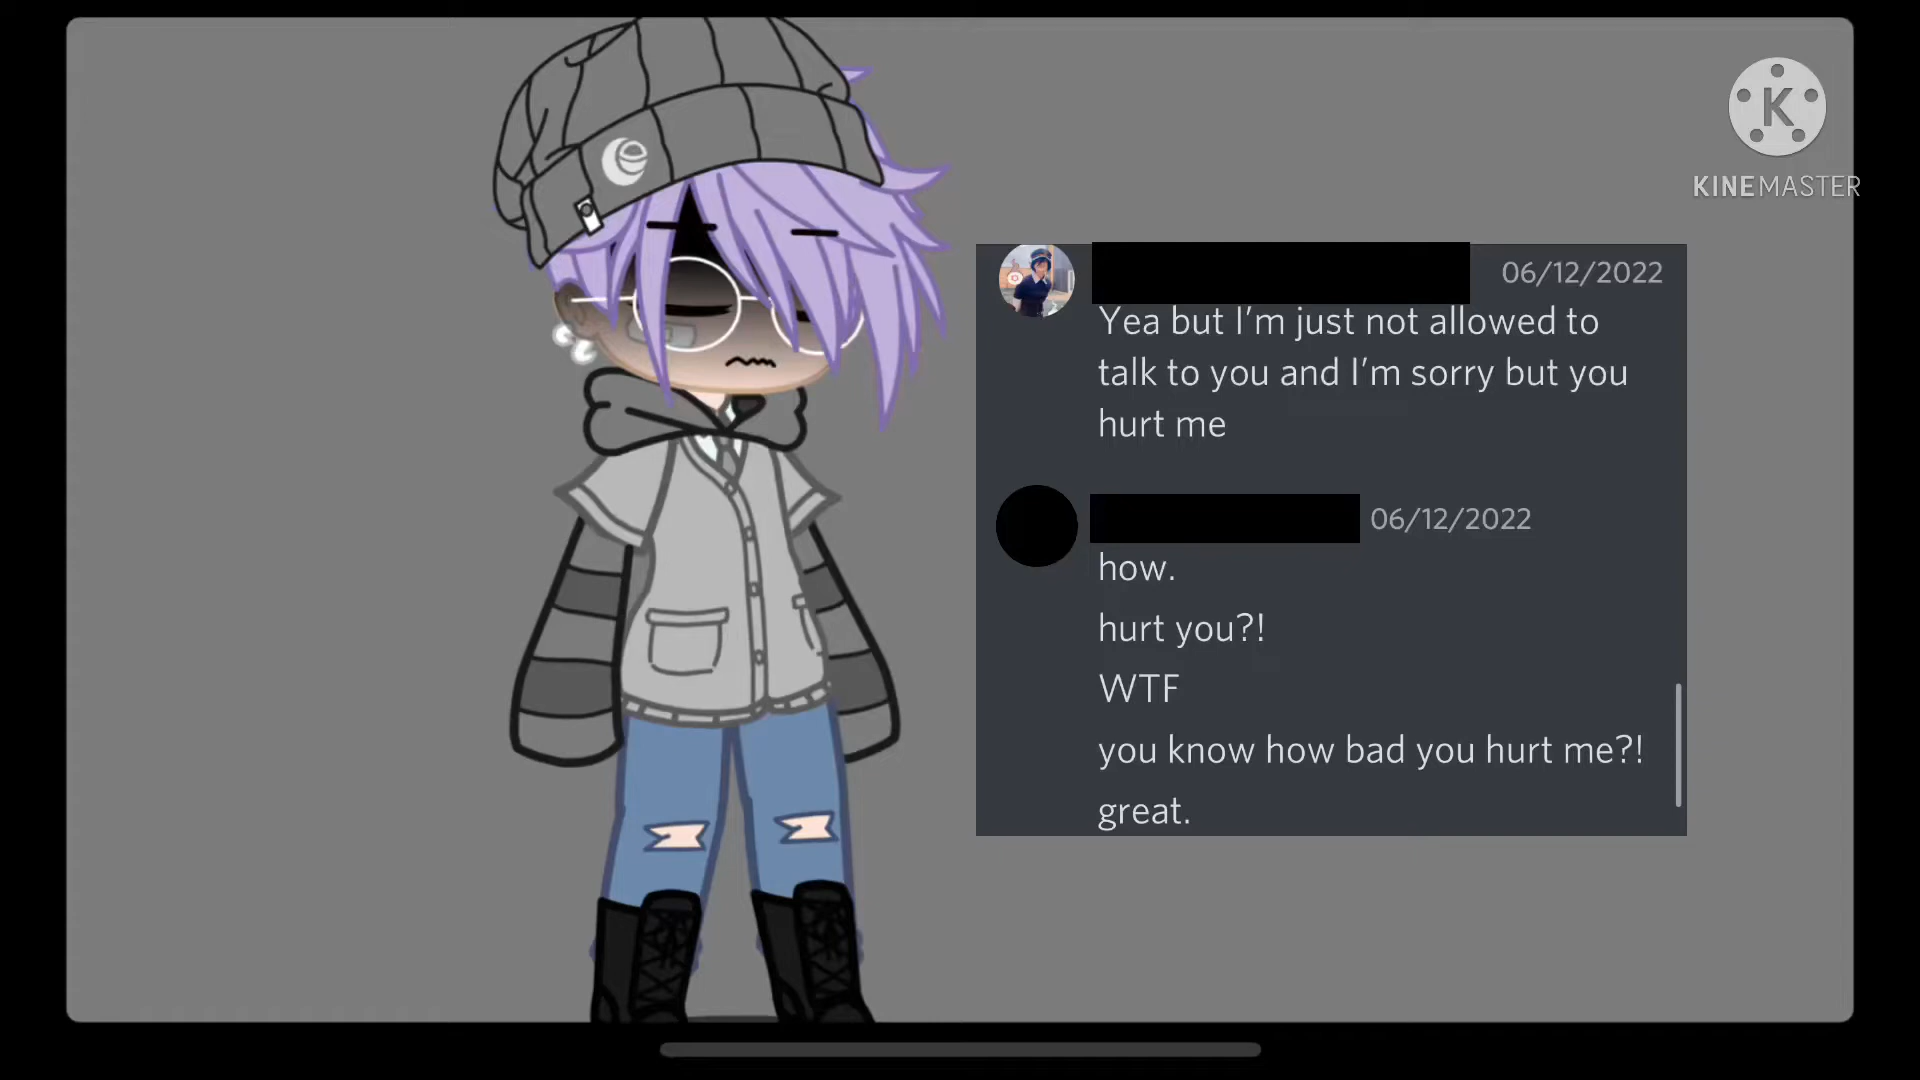 K
KINEMASTER
06/12/2022
Yea but I’m just not allowed to
talk to you and I’m sorry but you
hurt me
06/12/2022
how.
hurt you?!
WTF
you know how bad you hurt me?!
great.